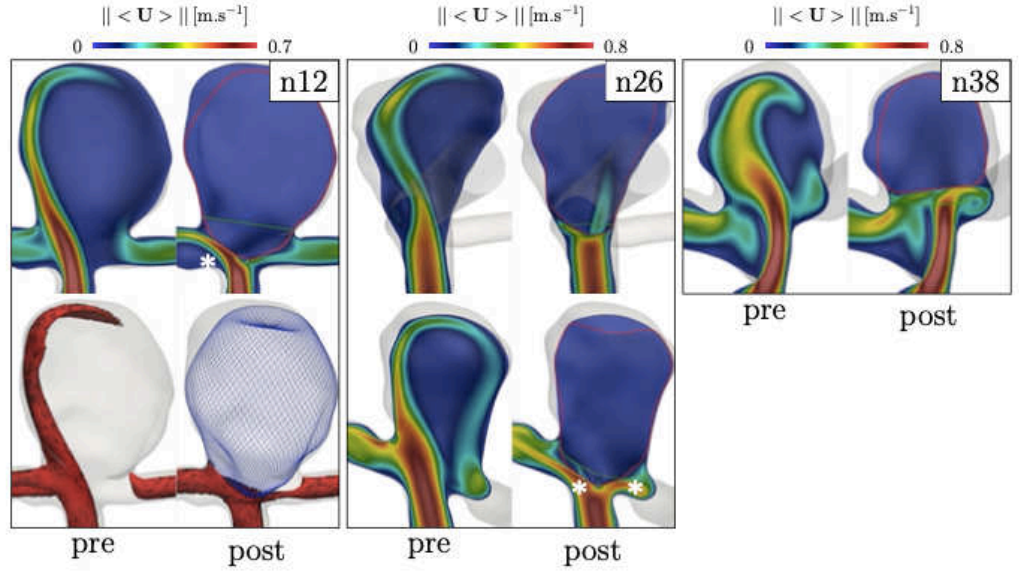 || < U > || [m.s⁻¹]
0 0.7
|| < U > || [m.s⁻¹]
0 0.8
|| < U > || [m.s⁻¹]
0 0.8
n12
n26
n38
*
pre
post
* *
pre
post
pre
post